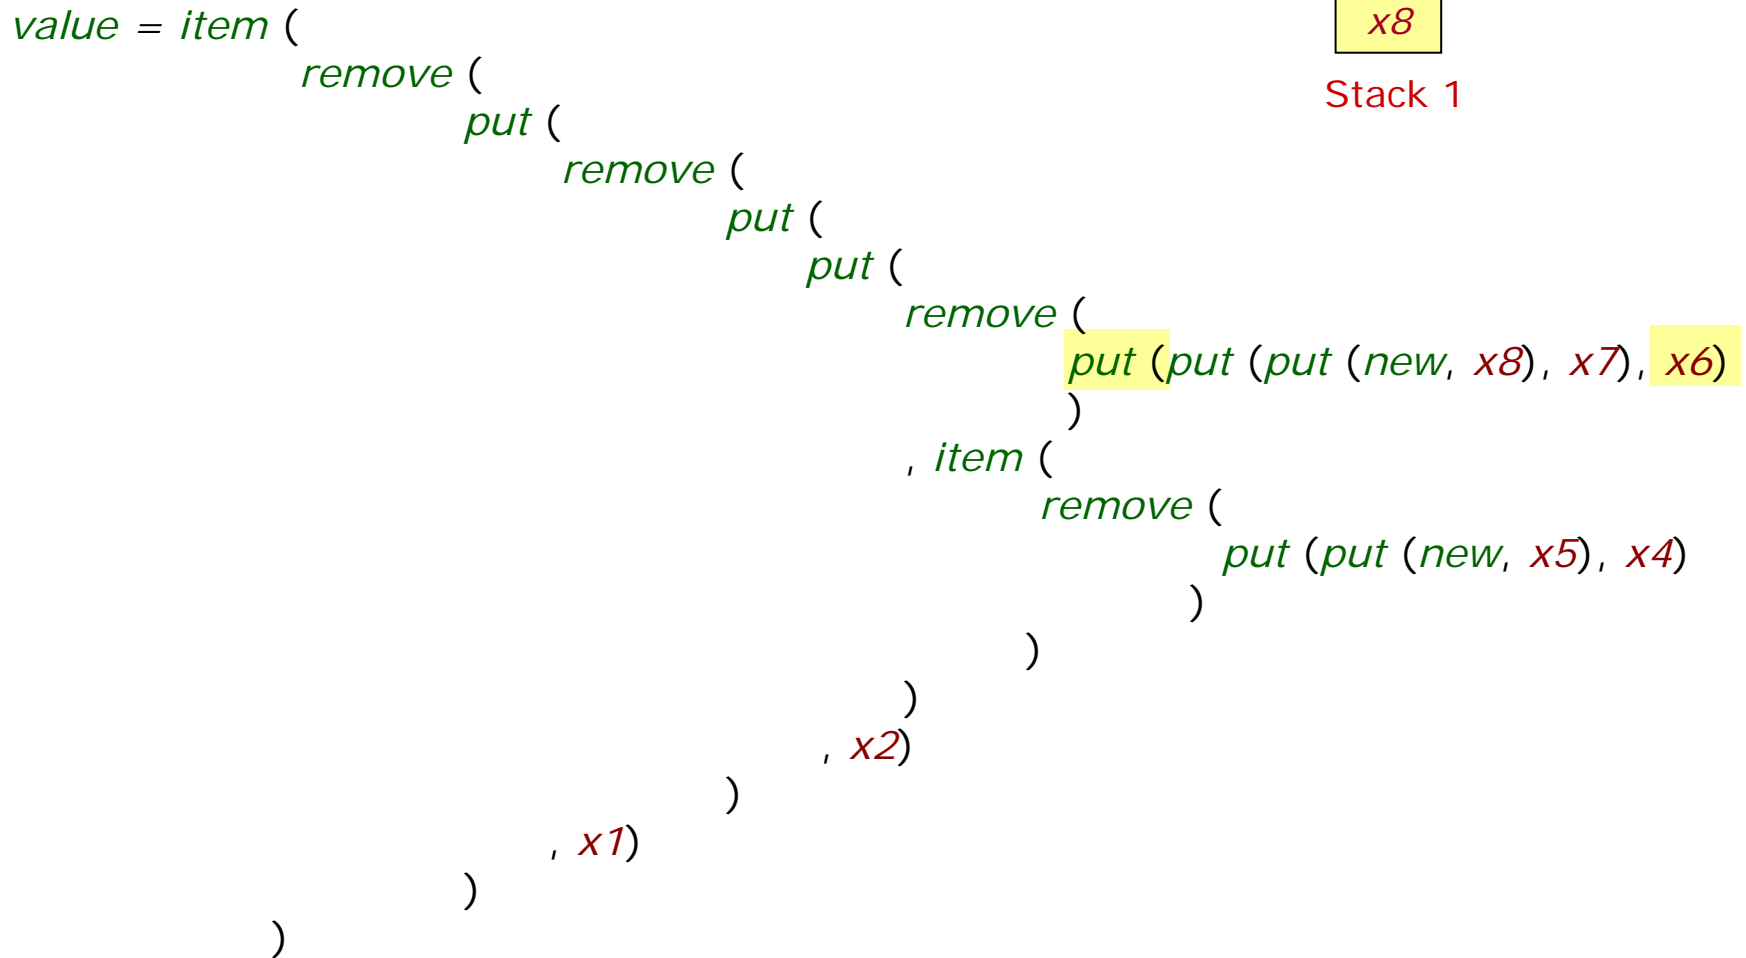 value = item (
x8
remove (
Stack 1
put (
remove (
put (
put (
remove (
put (put (put (new, x8), x7), x6)
)
, item (
remove (
put (put (new, x5), x4)
)
)
)
, x2)
)
, x1)
)
)